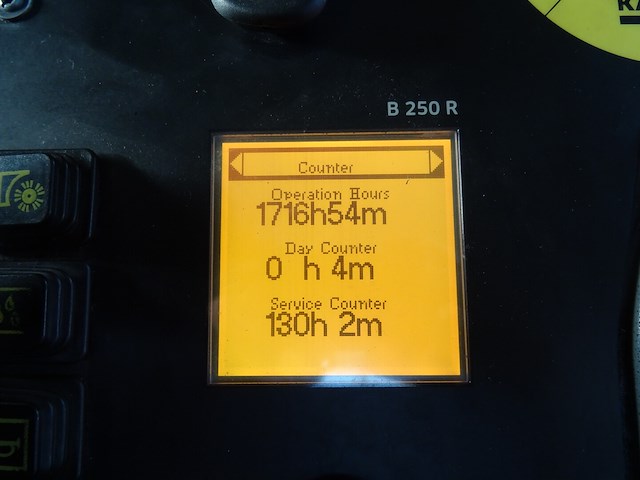 B 250 R
Counter
Operation Hours
1716h54m
Day Counter
0 h 4m
Service Counter
130h 2m